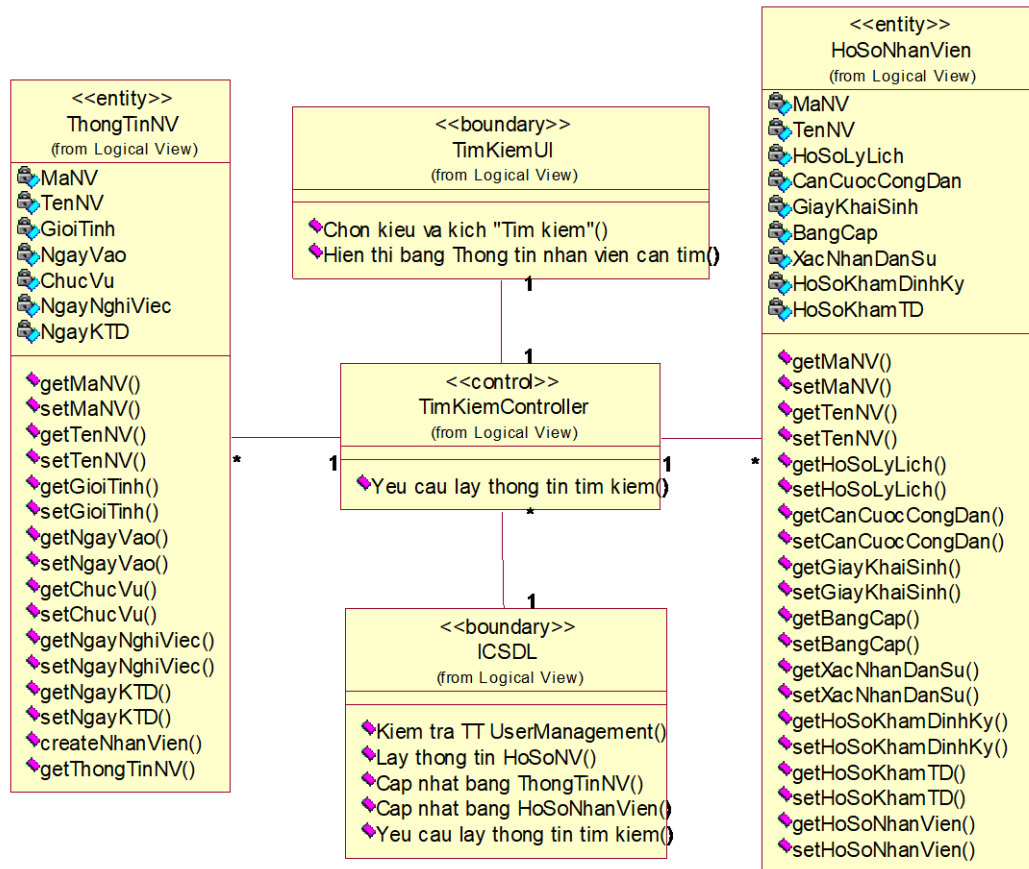 <<entity>>
ThongTinNV
(from Logical View)
MaNV
TenNV
GioiTinh
NgayVao
ChucVu
NgayNghiViec
NgayKTD
getMaNV()
setMaNV()
getTenNV()
setTenNV()
getGioiTinh()
setGioiTinh()
getNgayVao()
setNgayVao()
getChucVu()
setChucVu()
getNgayNghiViec()
setNgayNghiViec()
getNgayKTD()
setNgayKTD()
createNhanVien()
getThongTinNV()
*
1
<<boundary>>
TimKiemUI
(from Logical View)
Chon kieu va kich "Tim kiem"()
Hien thi bang Thong tin nhan vien can tim()
1
1
<<control>>
TimKiemController
(from Logical View)
Yeu cau lay thong tin tim kiem()
*
1
<<boundary>>
ICSDL
(from Logical View)
Kiem tra TT UserManagement()
Lay thong tin HoSoNV()
Cap nhat bang ThongTinNV()
Cap nhat bang HoSoNhanVien()
Yeu cau lay thong tin tim kiem()
1
*
<<entity>>
HoSoNhanVien
(from Logical View)
MaNV
TenNV
HoSoLyLich
CanCuocCongDan
GiayKhaiSinh
BangCap
XacNhanDanSu
HoSoKhamDinhKy
HoSoKhamTD
getMaNV()
setMaNV()
getTenNV()
setTenNV()
getHoSoLyLich()
setHoSoLyLich()
getCanCuocCongDan()
setCanCuocCongDan()
getGiayKhaiSinh()
setGiayKhaiSinh()
getBangCap()
setBangCap()
getXacNhanDanSu()
setXacNhanDanSu()
getHoSoKhamDinhKy()
setHoSoKhamDinhKy()
getHoSoKhamTD()
setHoSoKhamTD()
getHoSoNhanVien()
setHoSoNhanVien()